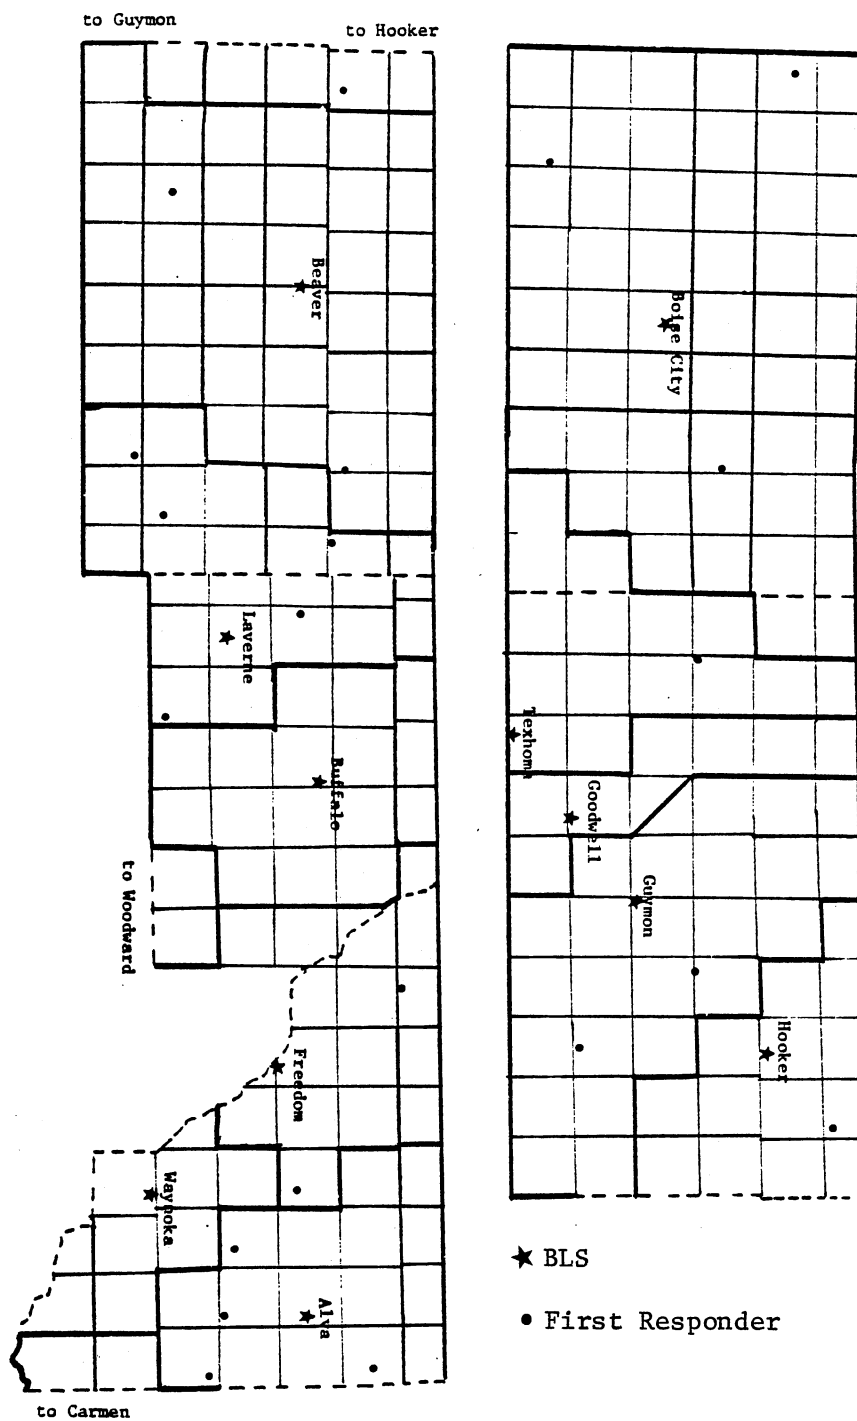 to Guymon
to Hooker
Beaver
Boise City
Laverne
Texhoma
Buffalo
Goodwell
to Woodward
Guymon
Freedom
Hooker
Waynoka
Alva
BLS
First Responder
to Carmen